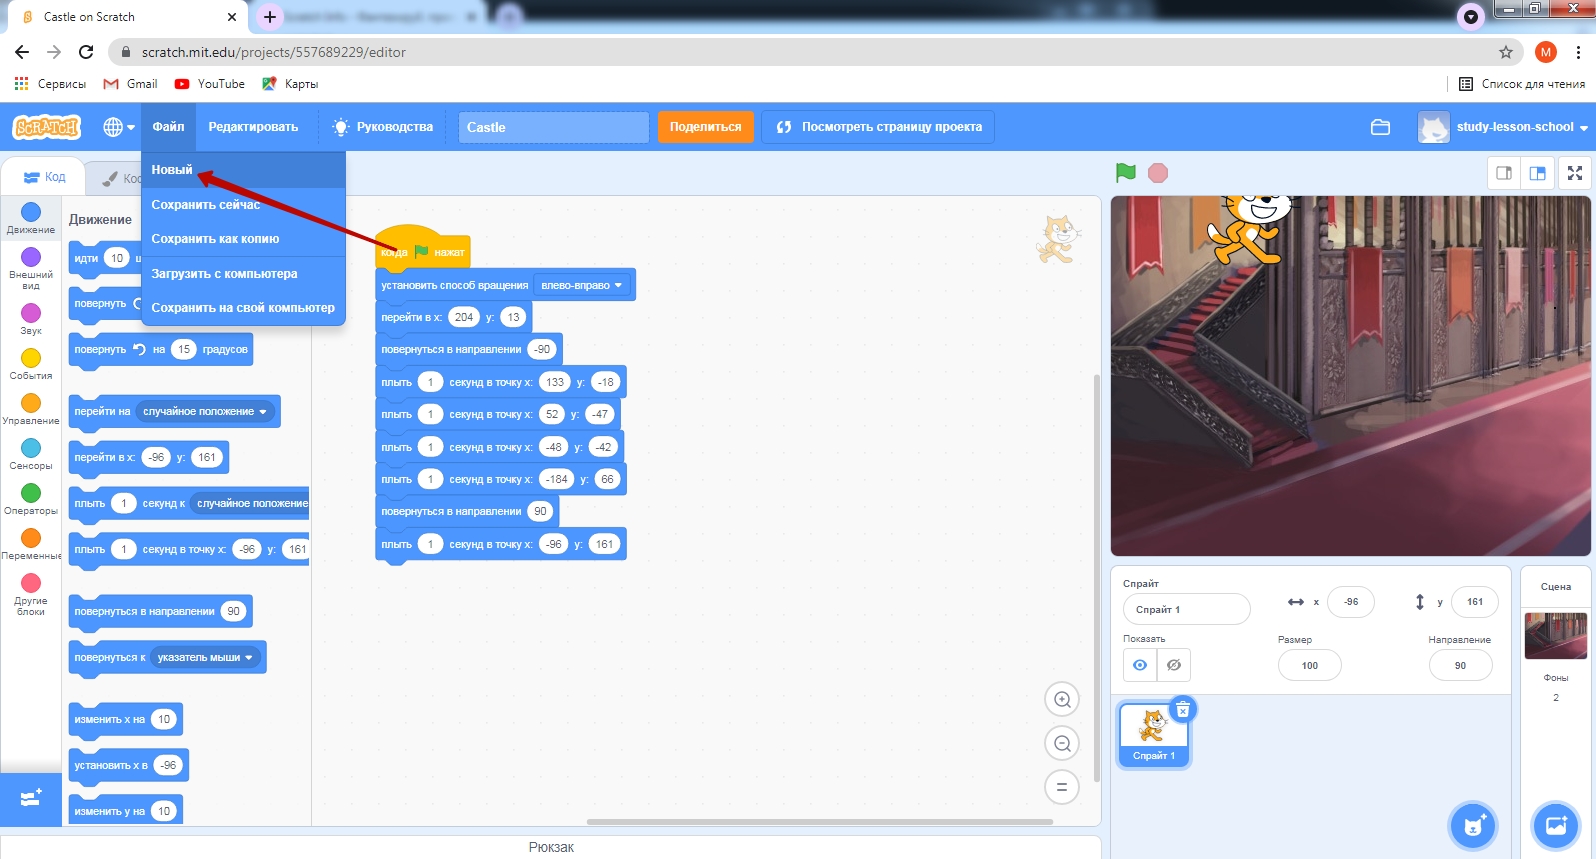 Castle on Scratch
scratch.mit.edu/projects/557689229/editor
M
Сервисы Gmail YouTube Карты Список для чтения
SCRATCH Файл Редактировать Руководства Castle Поделиться Посмотреть страницу проекта study-lesson-school
Код
Новый
Сохранить сейчас
Сохранить как копию
Загрузить с компьютера
Сохранить на свой компьютер
Движение
Внешний вид
Звук
События
Управление
Сенсоры
Операторы
Переменные
Другие блоки
Движение
идти 10
повернуть
повернуть на 15 градусов
перейти на случайное положение
перейти в x: -96 y: 161
плыть 1 секунд к случайное положение
плыть 1 секунд в точку x: -96 y: 161
повернуться в направлении 90
повернуться к указатель мыши
изменить x на 10
установить x в -96
изменить y на 10
когда нажат
установить способ вращения влево-вправо
перейти в x: 204 y: 13
повернуться в направлении -90
плыть 1 секунд в точку x: 133 y: -18
плыть 1 секунд в точку x: 52 y: -47
плыть 1 секунд в точку x: -48 y: -42
плыть 1 секунд в точку x: -184 y: 66
повернуться в направлении 90
плыть 1 секунд в точку x: -96 y: 161
Спрайт
Спрайт 1 x -96 y 161
Показать Размер Направление
100 90
Спрайт 1
Сцена
Фоны
2
Рюкзак